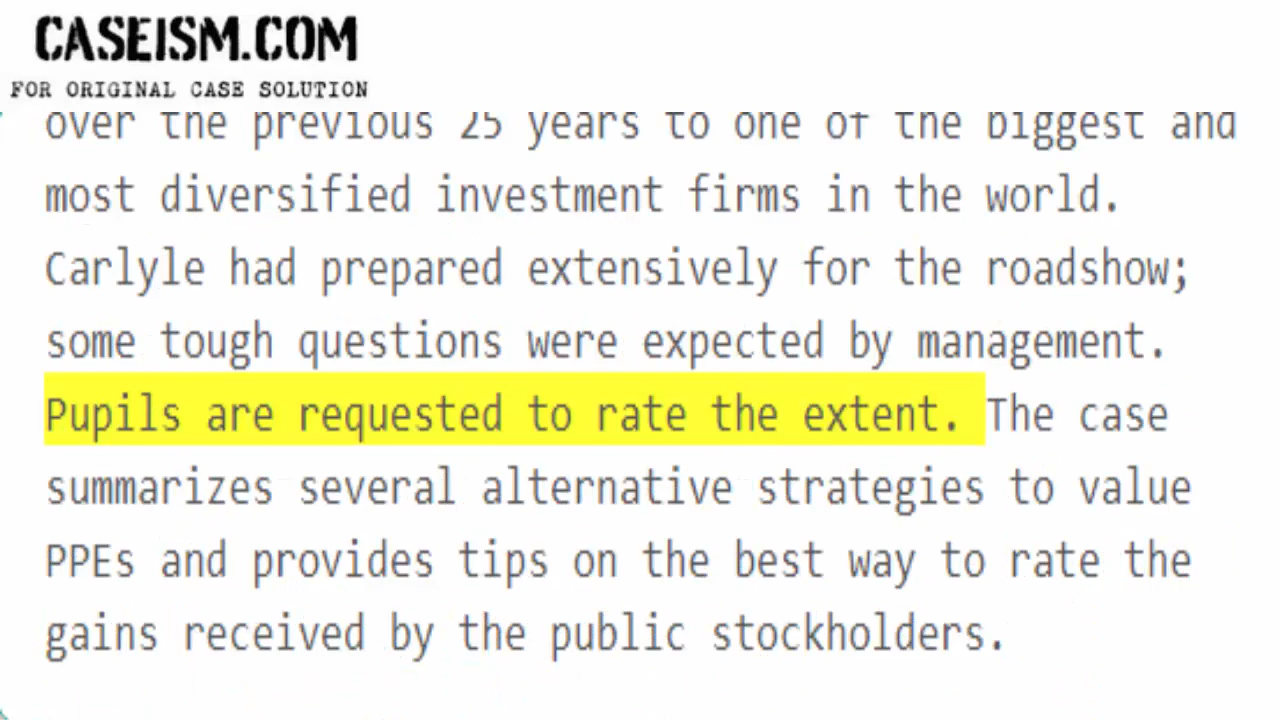 CASEISM.COM
FOR ORIGINAL CASE SOLUTION
over the previous 25 years to one of the biggest and
most diversified investment firms in the world.
Carlyle had prepared extensively for the roadshow;
some tough questions were expected by management.
Pupils are requested to rate the extent. The case
summarizes several alternative strategies to value
PPEs and provides tips on the best way to rate the
gains received by the public stockholders.